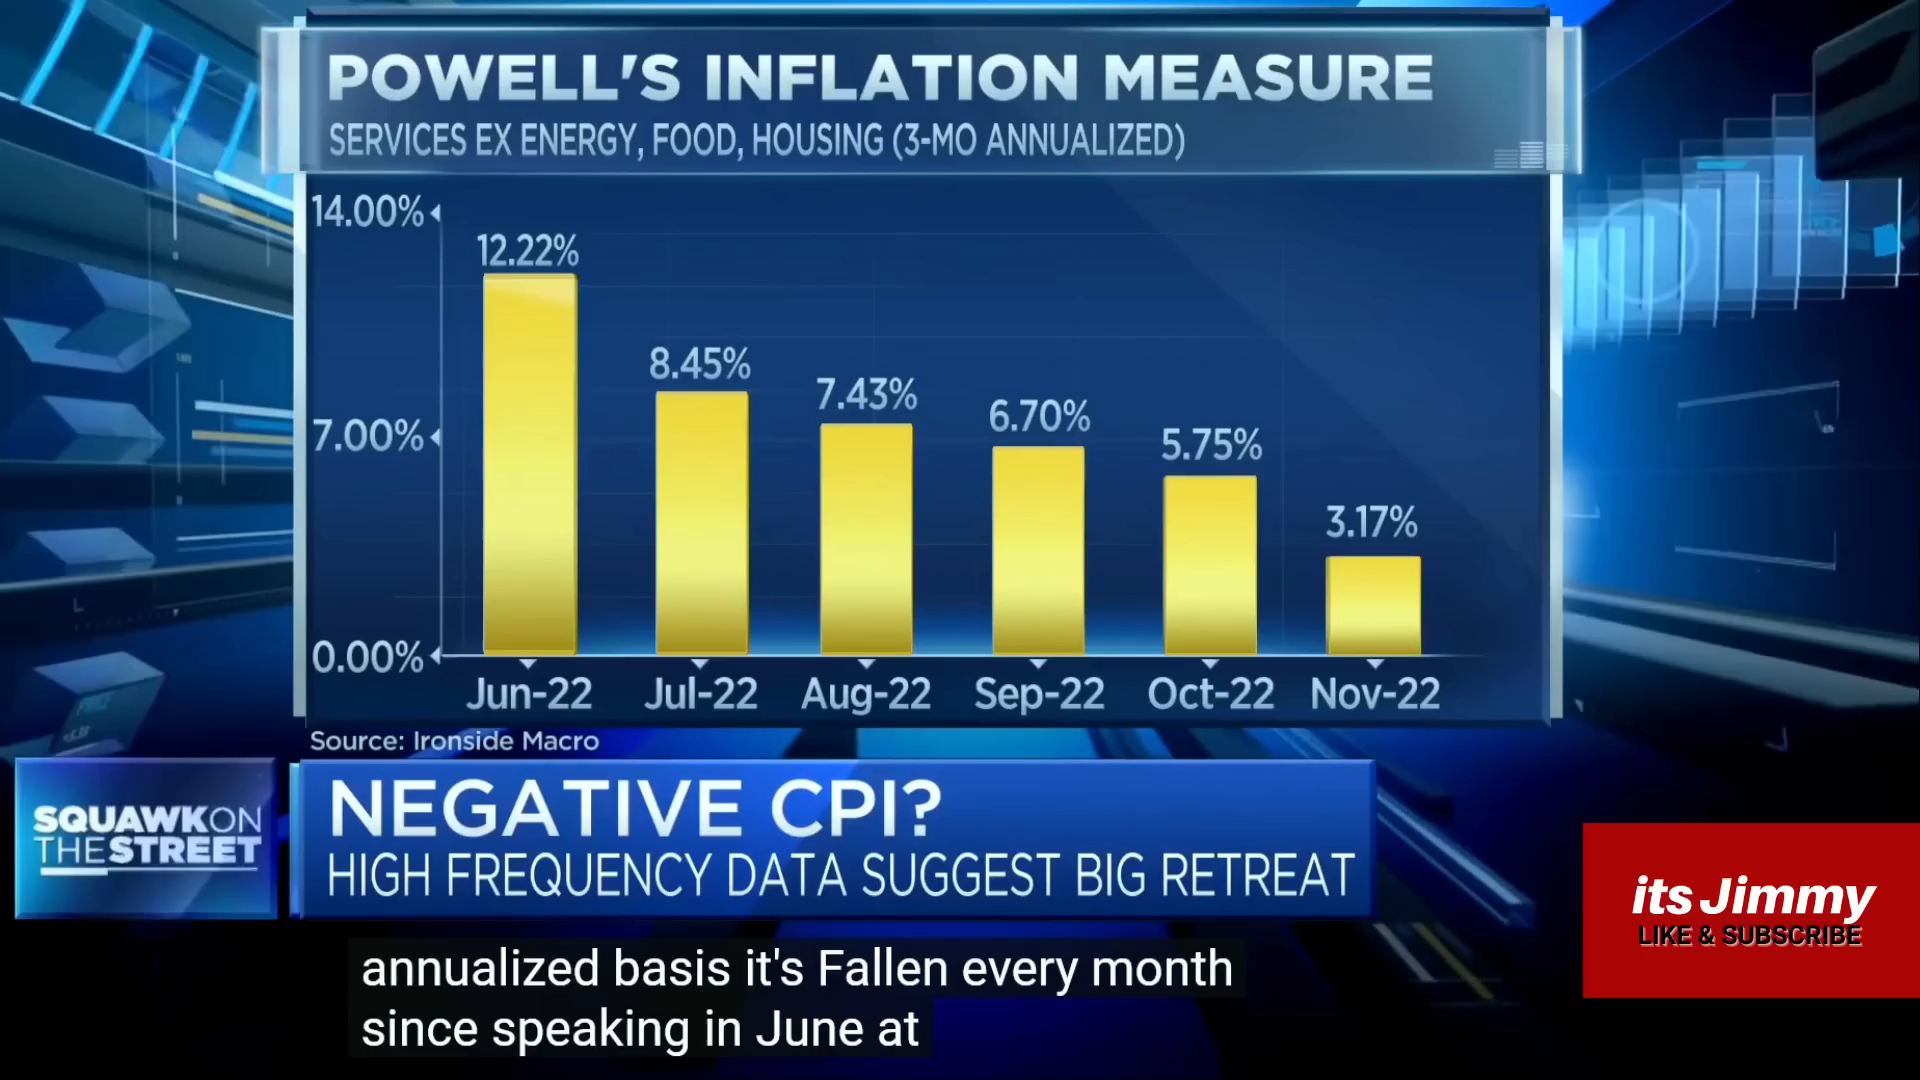 POWELL'S INFLATION MEASURE
SERVICES EX ENERGY, FOOD, HOUSING (3-MO ANNUALIZED)
14.00%
7.00%
0.00%
12.22%
8.45%
7.43%
6.70%
5.75%
3.17%
Jun-22 Jul-22 Aug-22 Sep-22 Oct-22 Nov-22
Source: Ironside Macro
SQUAWK ON
THE STREET
NEGATIVE CPI?
HIGH FREQUENCY DATA SUGGEST BIG RETREAT
its Jimmy
LIKE & SUBSCRIBE
annualized basis it's Fallen every month
since speaking in June at